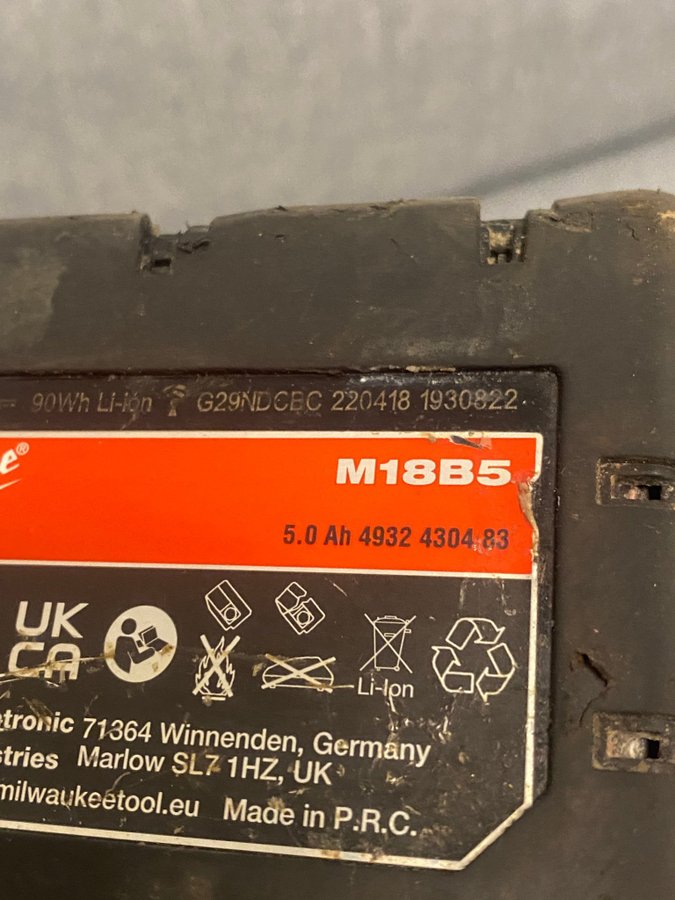 90Wh Li-Ion G29NDCBC 220418 1930822
e®
M18B5
5.0 Ah 4932 4304 83
UK
CA
Li-Ion
tronic 71364 Winnenden, Germany
stries Marlow SL7 1HZ, UK
milwaukeetool.eu Made in P.R.C.